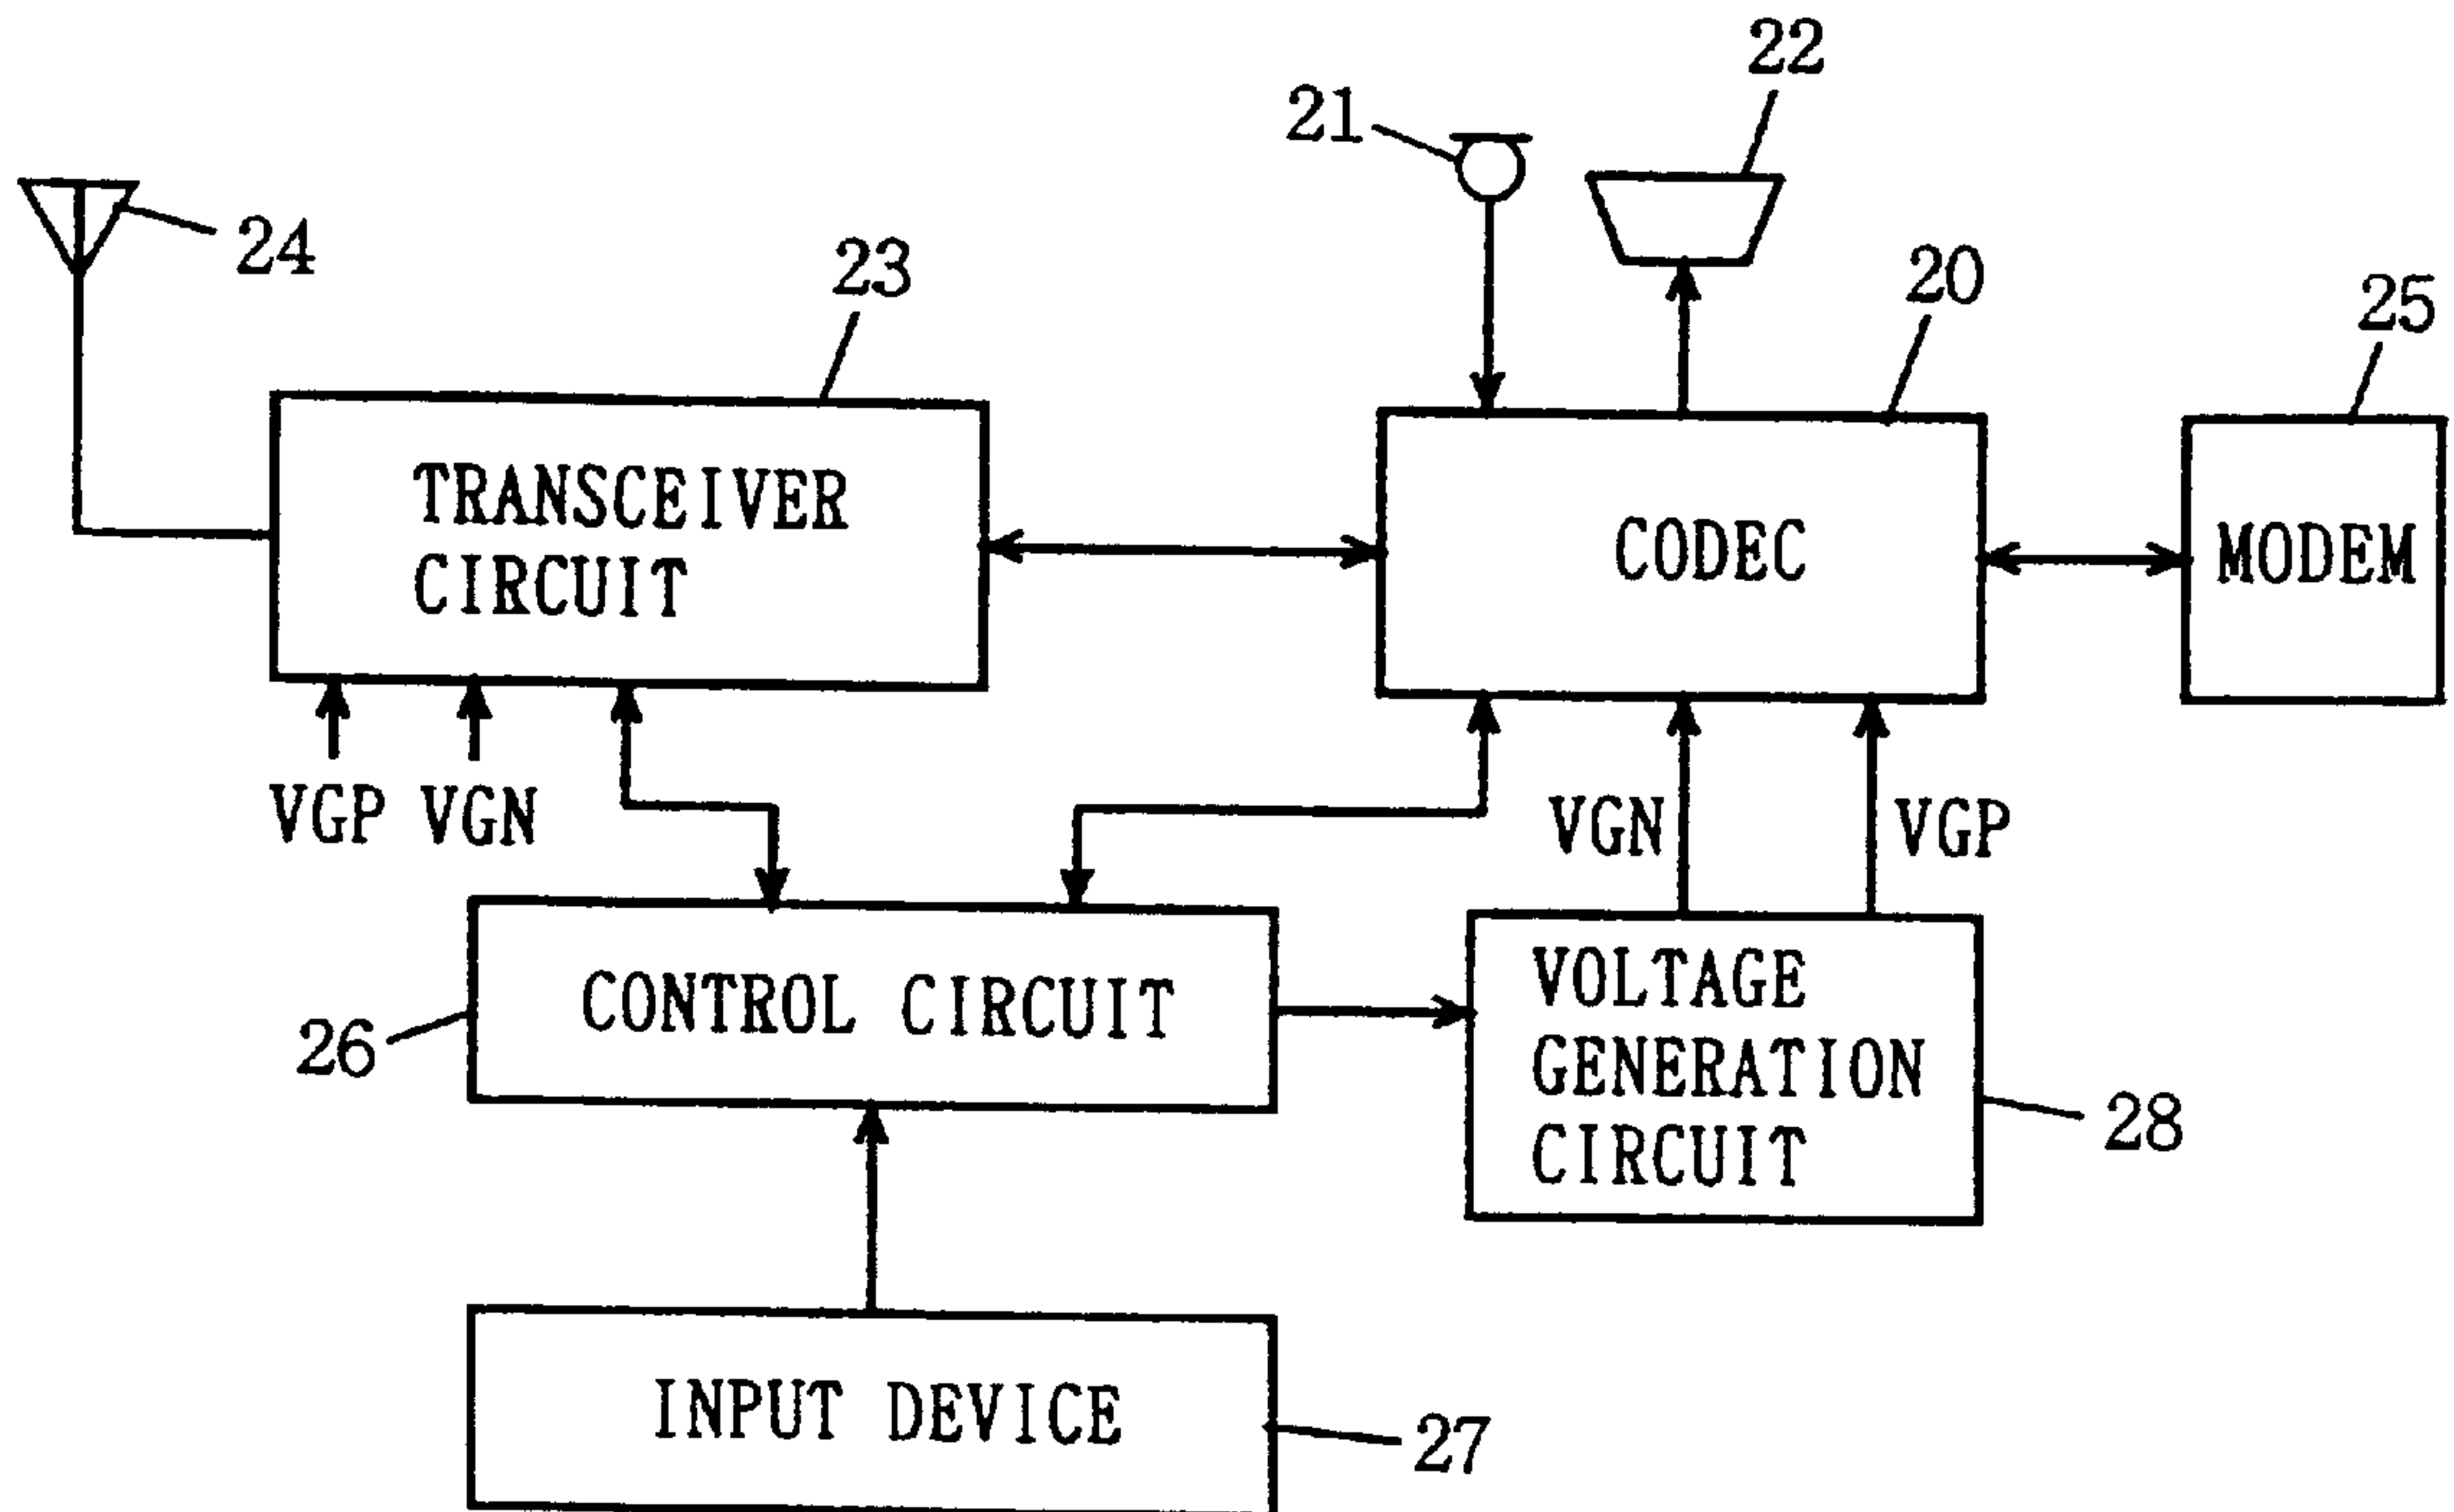 22
21
24
23
20
25
TRANSCEIVER
CIRCUIT
CODEC
MODEM
VGP VGN
VGN
VGP
CONTROL CIRCUIT
26
VOLTAGE
GENERATION
CIRCUIT
28
INPUT DEVICE
27